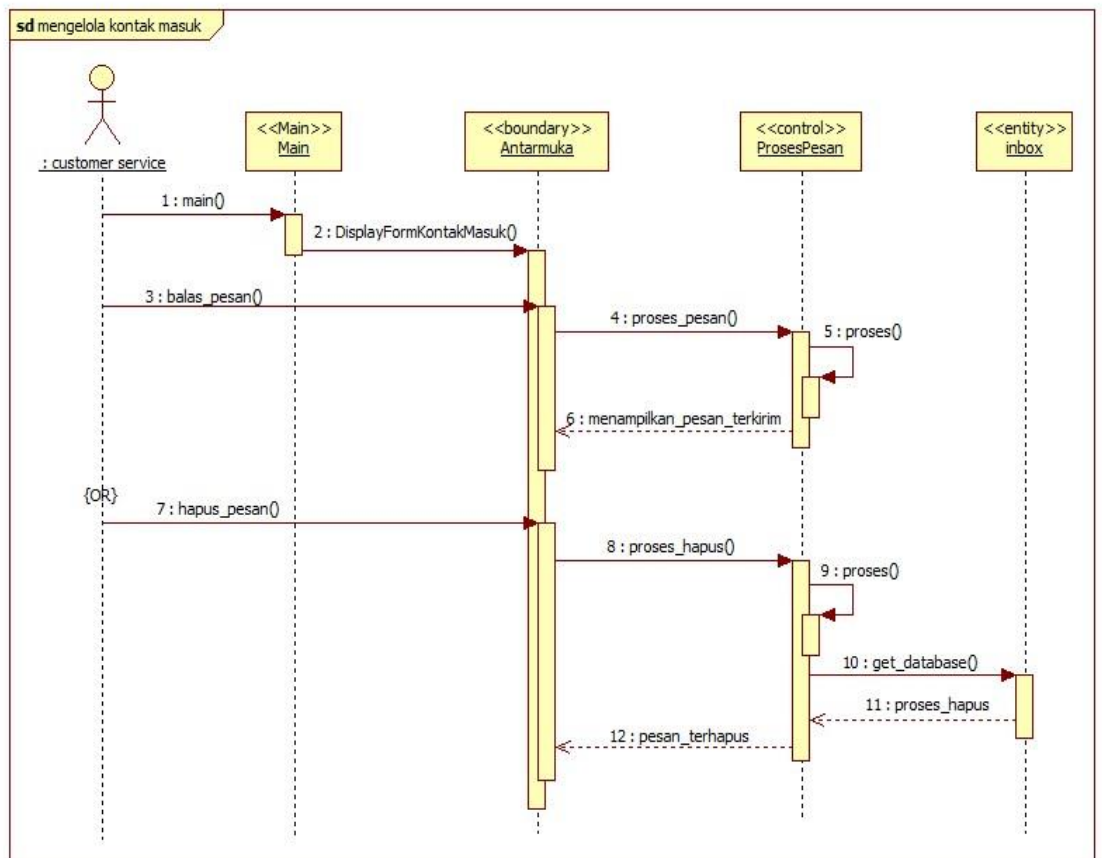 sd mengelola kontak masuk
: customer service
<<Main>>
Main
<<boundary>>
Antarmuka
<<control>>
ProsesPesan
<<entity>>
inbox
1 : main()
2 : DisplayFormKontakMasuk()
3 : balas_pesan()
4 : proses_pesan()
5 : proses()
6 : menampilkan_pesan_terkirim
{OR}
7 : hapus_pesan()
8 : proses_hapus()
9 : proses()
10 : get_database()
11 : proses_hapus
12 : pesan_terhapus